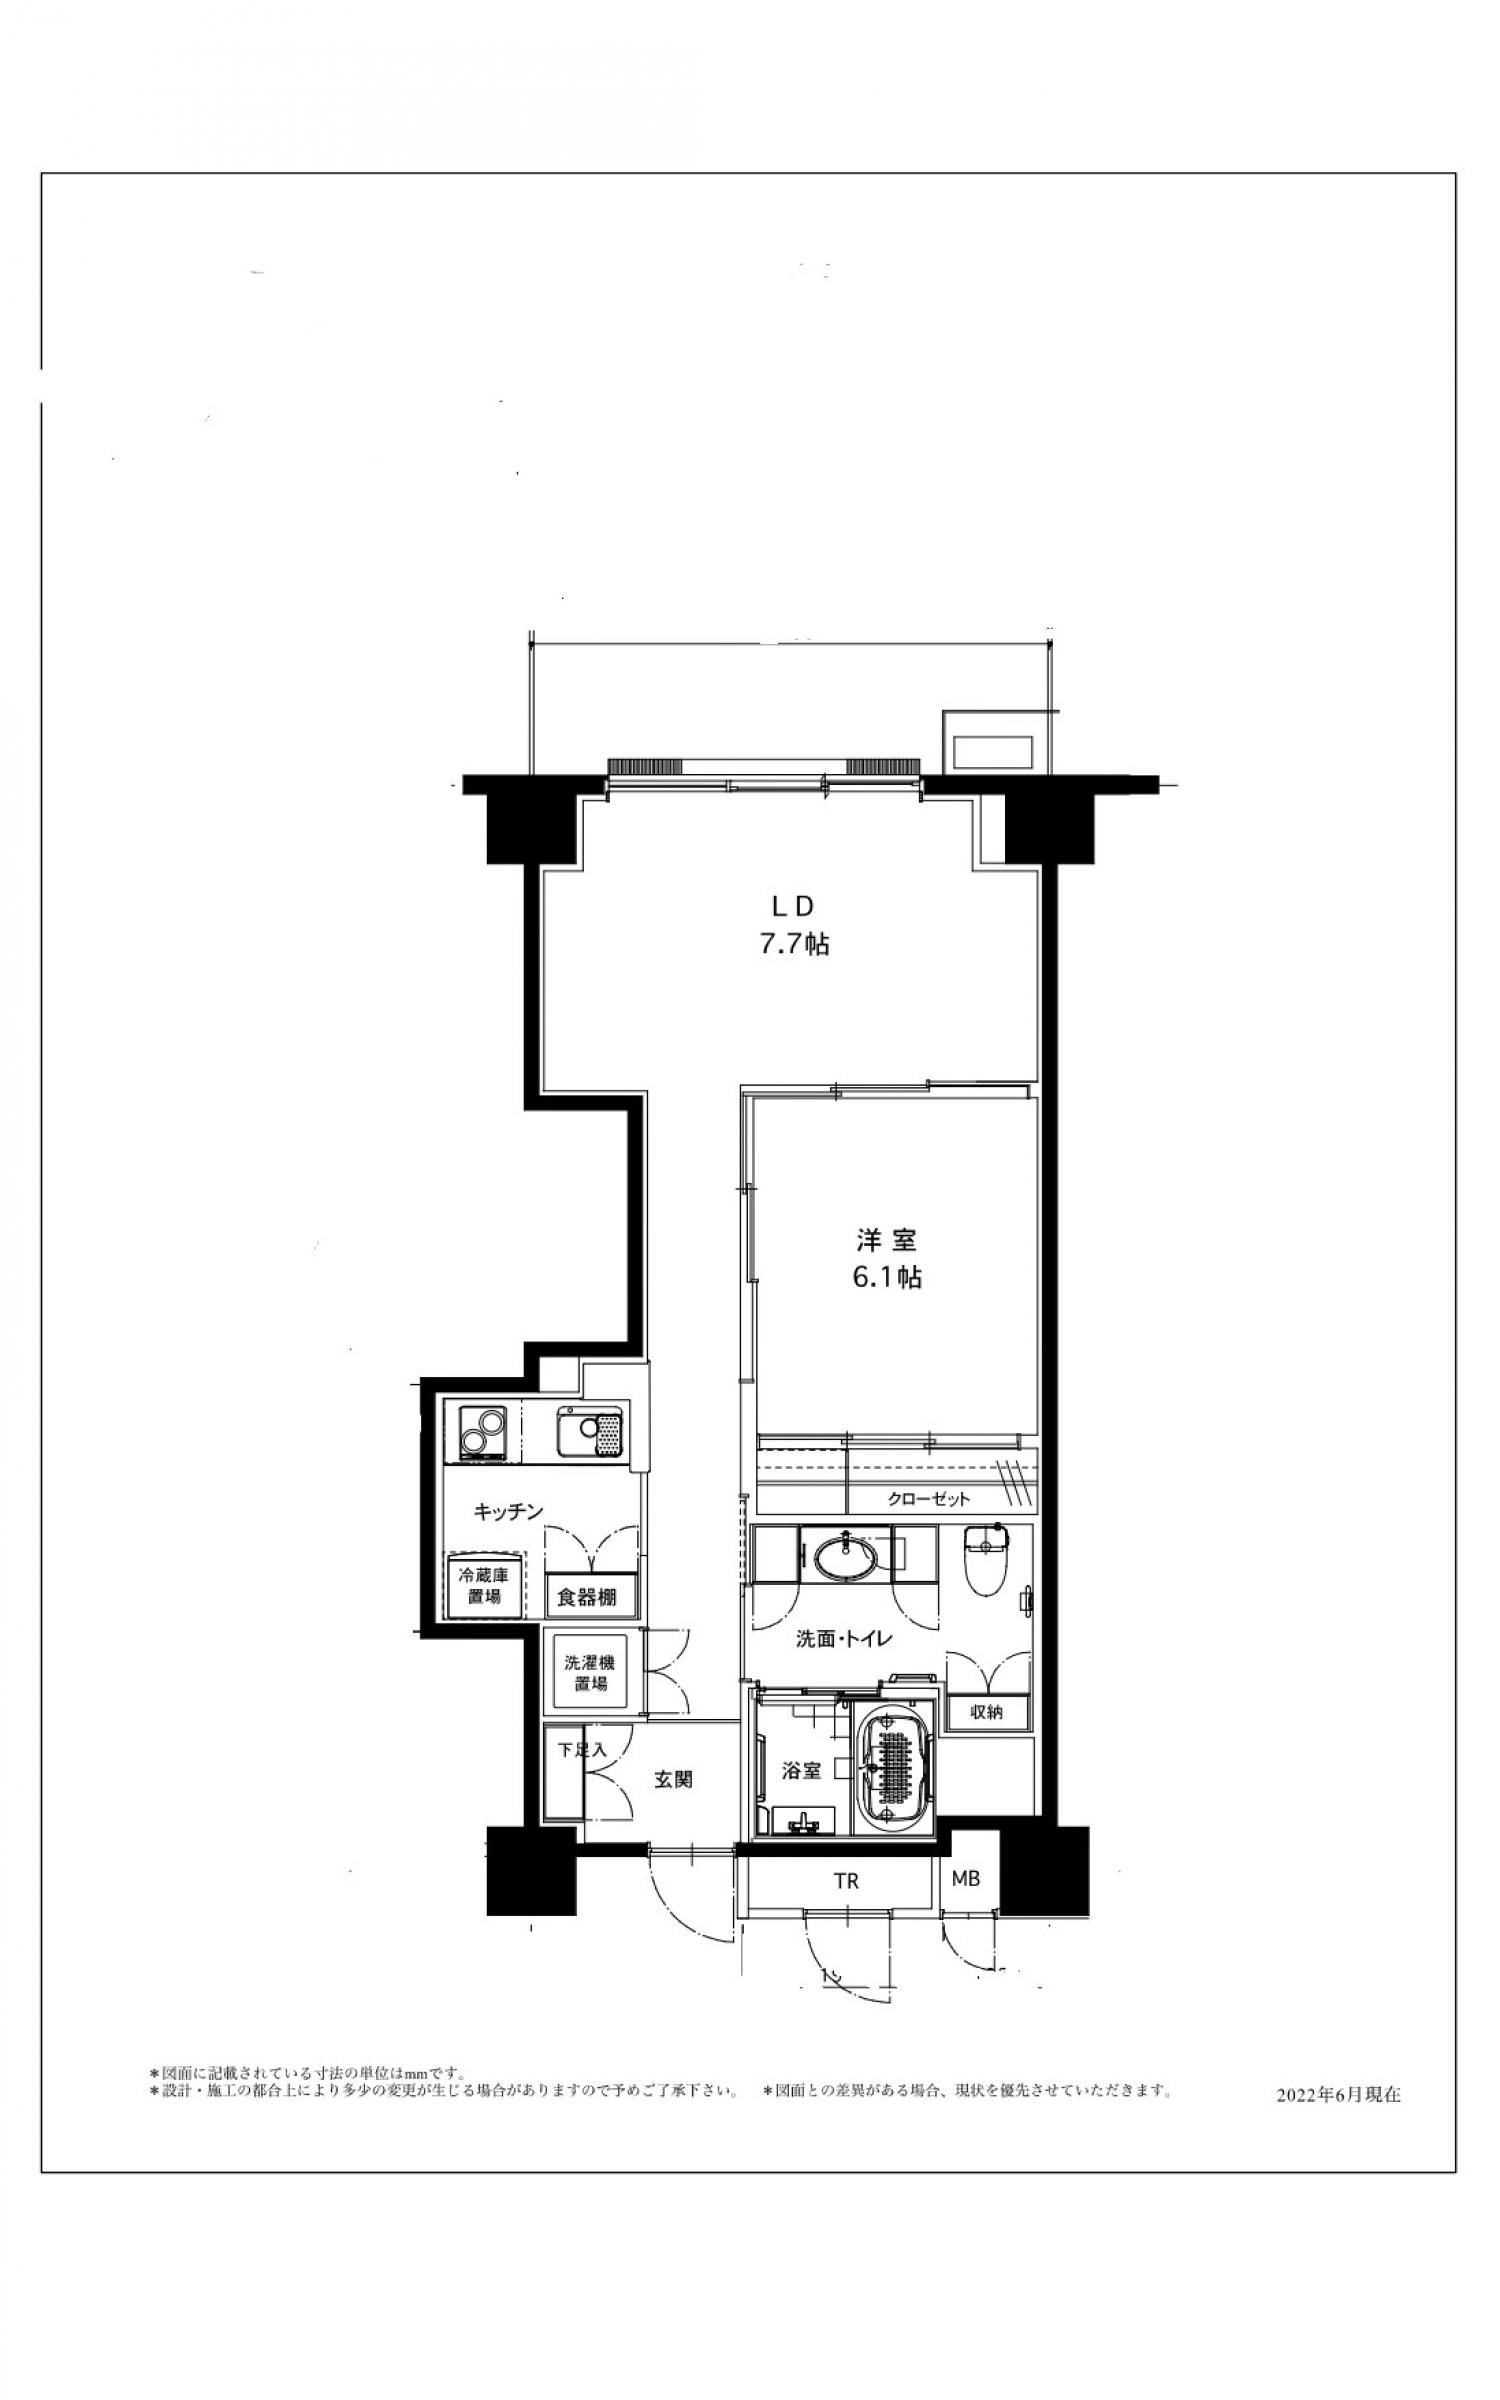 LD
7.7帖
洋室
6.1帖
クローゼット
キッチン
冷蔵庫
置場
食器棚
洗面・トイレ
洗濯機
置場
収納
下足入
玄関
浴室
TR
MB
＊図面に記載されている寸法の単位はmmです。
＊設計・施工の都合上により多少の変更が生じる場合がありますので予めご了承下さい。 ＊図面との差異がある場合、現状を優先させていただきます。
2022年6月現在